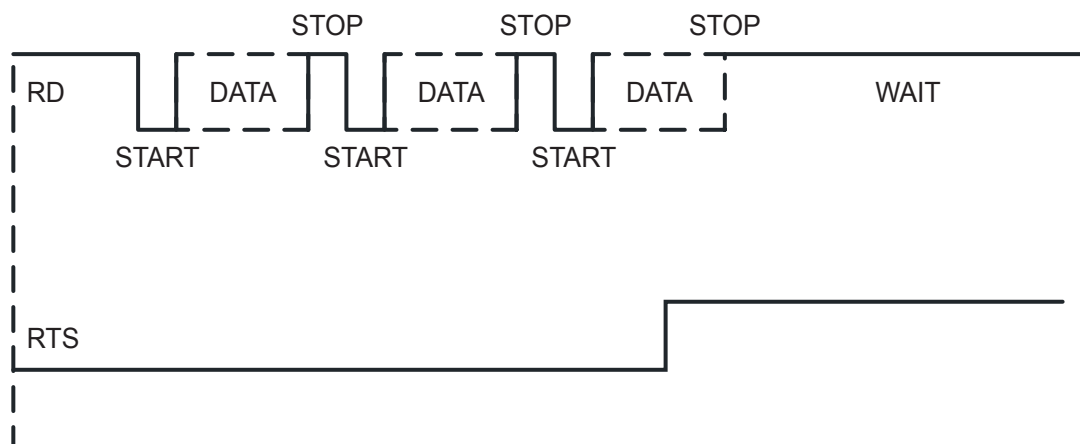 STOP STOP STOP
RD DATA DATA DATA WAIT
START START START
RTS